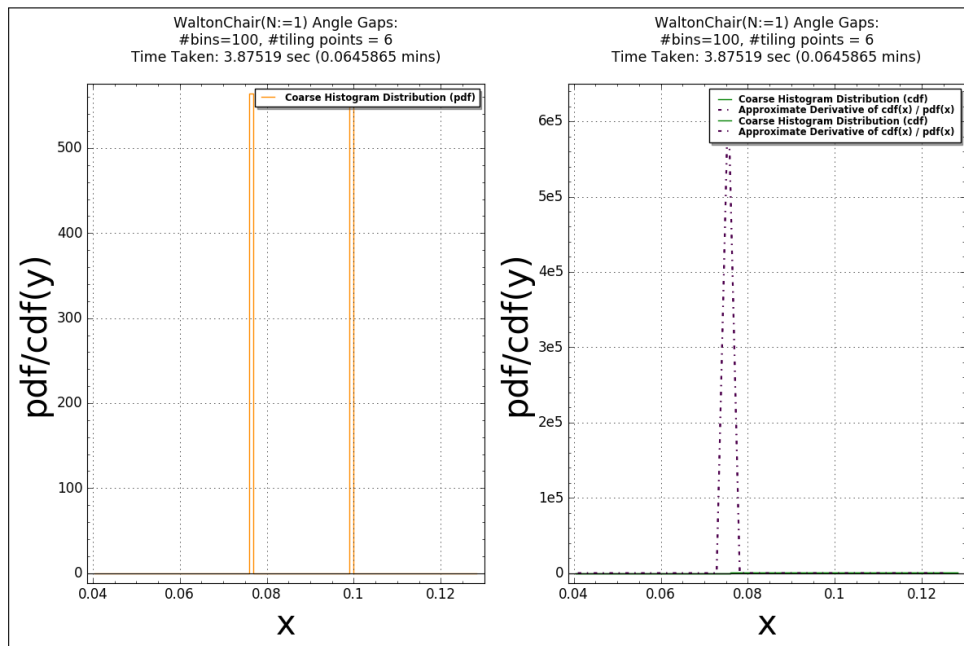 WaltonChair(N:=1) Angle Gaps:
#bins=100, #tiling points = 6
Time Taken: 3.87519 sec (0.0645865 mins)
Coarse Histogram Distribution (pdf)
500
400
300
200
100
0
0.04
0.06
0.08
0.1
0.12
pdf/cdf(y)
x
WaltonChair(N:=1) Angle Gaps:
#bins=100, #tiling points = 6
Time Taken: 3.87519 sec (0.0645865 mins)
Coarse Histogram Distribution (cdf)
Approximate Derivative of cdf(x) / pdf(x)
Coarse Histogram Distribution (cdf)
Approximate Derivative of cdf(x) / pdf(x)
6e5
5e5
4e5
3e5
2e5
1e5
0
0.04
0.06
0.08
0.1
0.12
pdf/cdf(y)
x